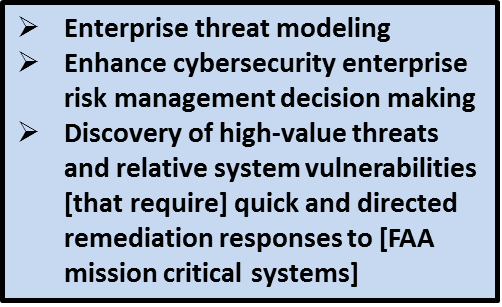 ➢ Enterprise threat modeling
➢ Enhance cybersecurity enterprise
risk management decision making
➢ Discovery of high-value threats
and relative system vulnerabilities
[that require] quick and directed
remediation responses to [FAA
mission critical systems]